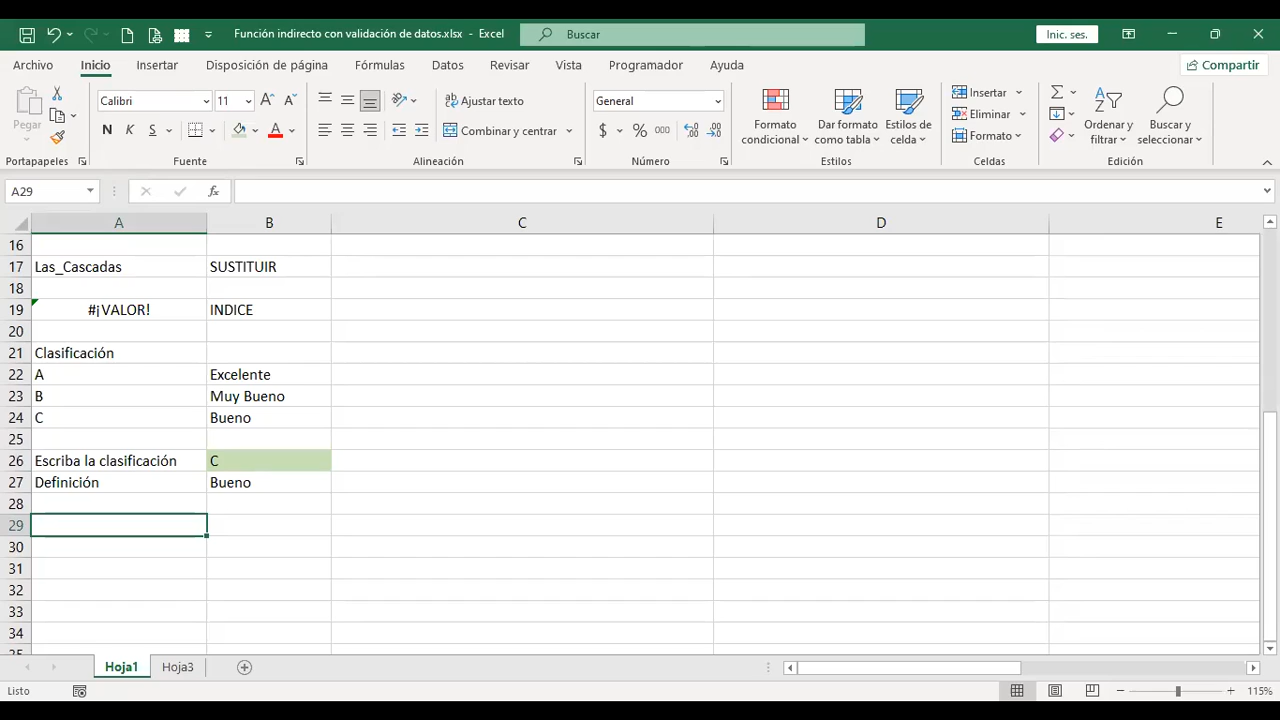 Función indirecto con validación de datos.xlsx - Excel
Buscar
Inic. ses.
Archivo Inicio Insertar Disposición de página Fórmulas Datos Revisar Vista Programador Ayuda
Compartir
Pegar
Portapapeles
Calibri 11
N K S
Fuente
Ajustar texto
Combinar y centrar
Alineación
General
$ % 000
Número
Formato condicional
Dar formato como tabla
Estilos de celda
Estilos
Insertar
Eliminar
Formato
Celdas
Ordenar y filtrar
Buscar y seleccionar
Edición
A29 fx
A B C D E
16
17 Las_Cascadas SUSTITUIR
18
19 #¡VALOR! INDICE
20
21 Clasificación
22 A Excelente
23 B Muy Bueno
24 C Bueno
25
26 Escriba la clasificación C
27 Definición Bueno
28
29
30
31
32
33
34
35
Hoja1 Hoja3
Listo 115%